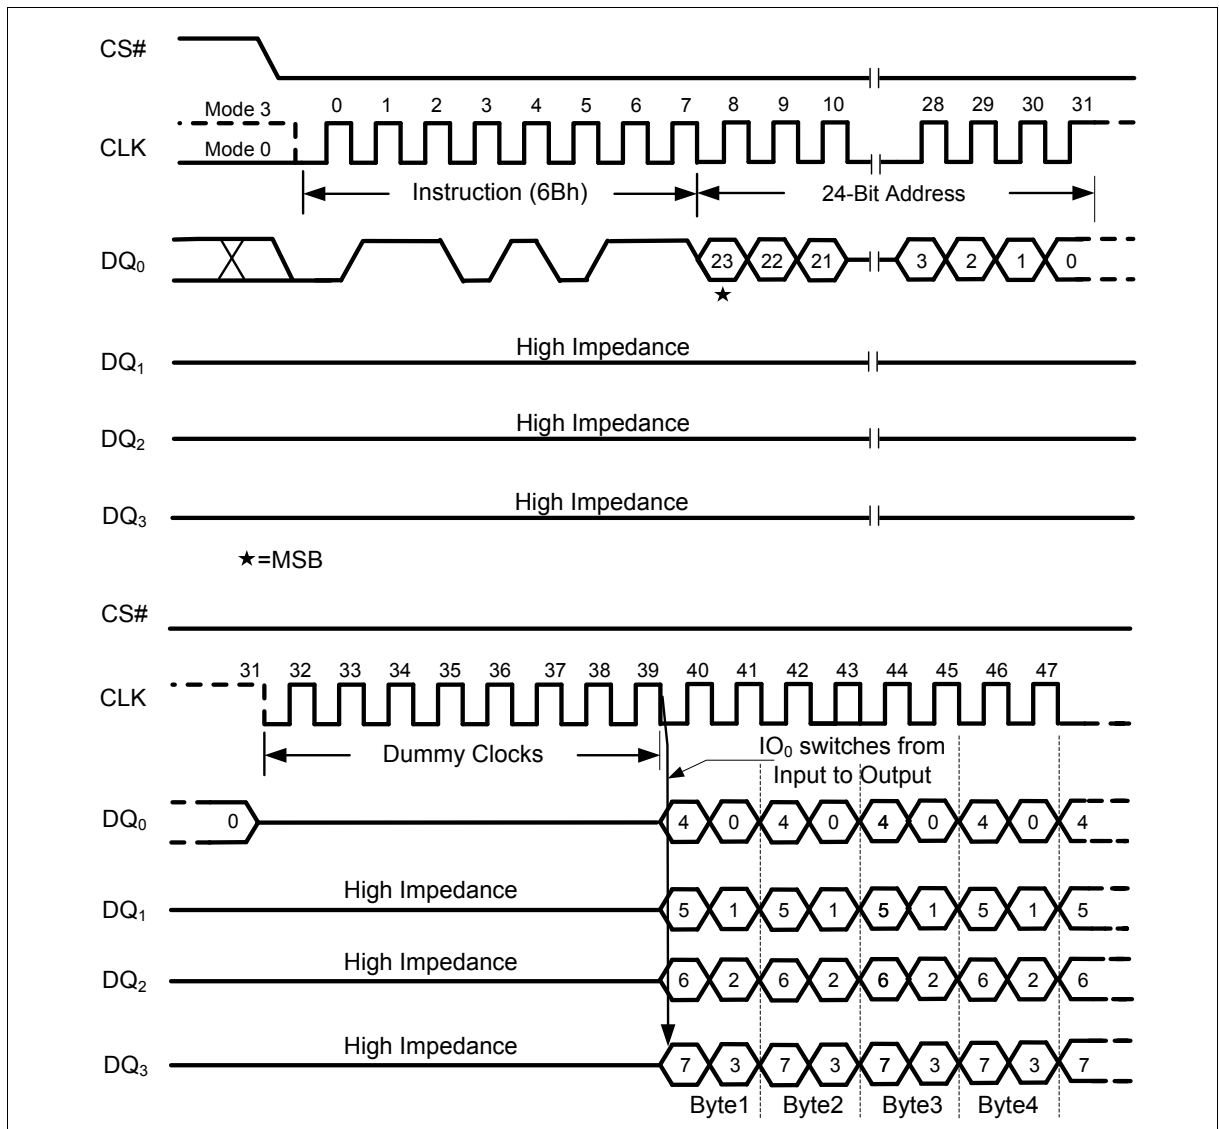 CS#
Mode 3
0 1 2 3 4 5 6 7 8 9 10 28 29 30 31
CLK
Mode 0
Instruction (6Bh)
24-Bit Address
DQ0
23 22 21 3 2 1 0
★
High Impedance
DQ1
High Impedance
DQ2
High Impedance
DQ3
★=MSB
CS#
31 32 33 34 35 36 37 38 39 40 41 42 43 44 45 46 47
CLK
Dummy Clocks
IO0 switches from
Input to Output
DQ0
0 4 0 4 0 4 0 4 0 4
High Impedance
DQ1
5 1 5 1 5 1 5 1 5
High Impedance
DQ2
6 2 6 2 6 2 6 2 6
High Impedance
DQ3
7 3 7 3 7 3 7 3 7
Byte1 Byte2 Byte3 Byte4